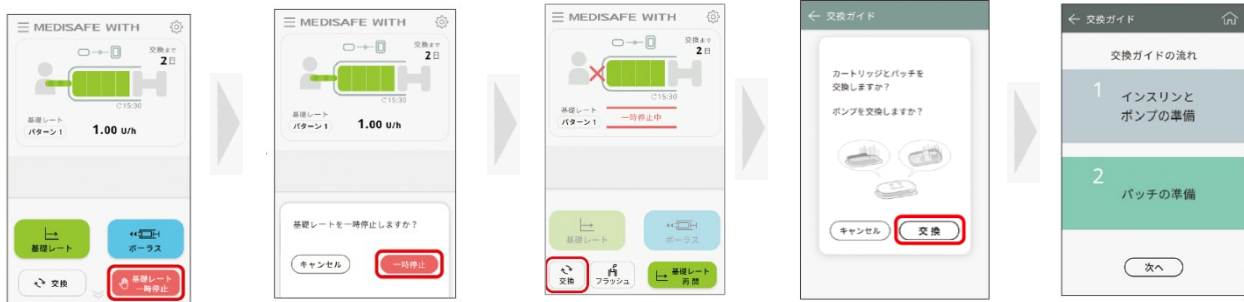 MEDISAFE WITH
交換まで
2日
15:30
基礎レート
パターン 1
1.00 U/h
基礎レート
ボーラス
交換
基礎レート
一時停止
MEDISAFE WITH
交換まで
2日
15:30
基礎レート
パターン 1
1.00 U/h
基礎レートを一時停止しますか？
キャンセル
一時停止
MEDISAFE WITH
交換まで
2日
15:30
基礎レート
パターン 1
一時停止中
基礎レート
ボーラス
交換
フラッシュ
基礎レート
再開
交換ガイド
カートリッジとパッチを
交換しますか？
ポンプを交換しますか？
キャンセル
交換
交換ガイド
交換ガイドの流れ
1
インスリンと
ポンプの準備
2
パッチの準備
次へ